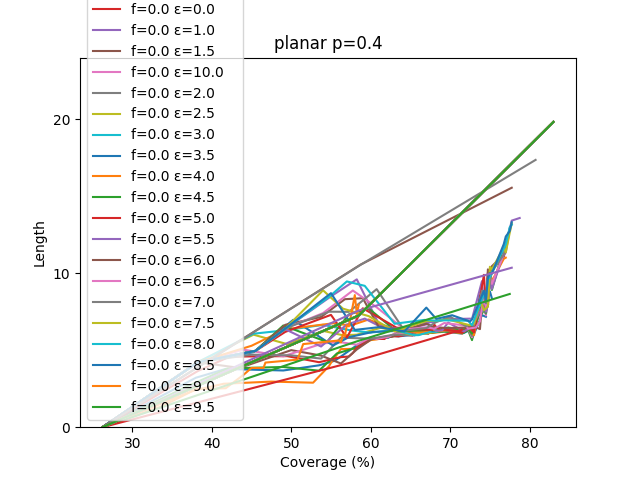 f=0.0 ε=0.0
f=0.0 ε=1.0
planar p=0.4
f=0.0 ε=1.5
f=0.0 ε=10.0
f=0.0 ε=2.0
f=0.0 ε=2.5
f=0.0 ε=3.0
f=0.0 ε=3.5
f=0.0 ε=4.0
f=0.0 ε=4.5
f=0.0 ε=5.0
f=0.0 ε=5.5
f=0.0 ε=6.0
f=0.0 ε=6.5
f=0.0 ε=7.0
f=0.0 ε=7.5
f=0.0 ε=8.0
f=0.0 ε=8.5
f=0.0 ε=9.0
f=0.0 ε=9.5
Length
20
10
0
30 40 50 60 70 80
Coverage (%)